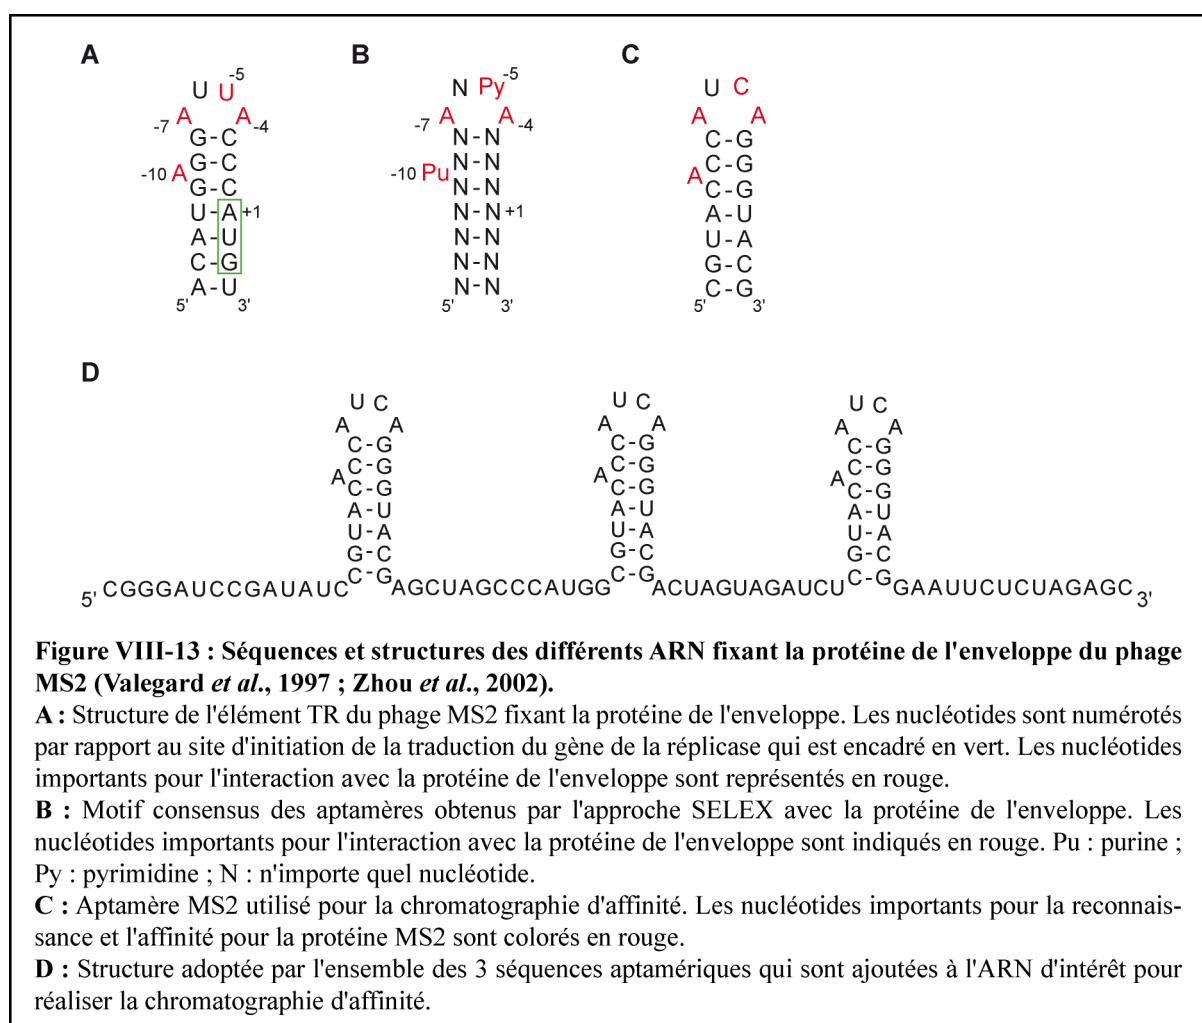 A B C
U U -5 N Py -5 U C
-7 A A -4 -7 A A -4 A A
G-C N-N C-G
G-C N-N C-G
-10 A -10 Pu A
G-C N-N C-G
U-A +1 N-N +1 A-U
A-U N-N U-A
C-G N-N G-C
A-U N-N C-G
5' 3' 5' 3' 5' 3'
D
U C U C U C
A A A A A A
C-G C-G C-G
C-G C-G C-G
A A A
C-G C-G C-G
A-U A-U A-U
U-A U-A U-A
G-C G-C G-C
5' CGGGAUCCGAUAUC C-G AGCUAGCCCAUGG C-G ACUAGUAGAUCU C-G GAAUUCUCUAGAGC 3'
Figure VIII-13 : Séquences et structures des différents ARN fixant la protéine de l'enveloppe du phage
MS2 (Valegard et al., 1997 ; Zhou et al., 2002).
A : Structure de l'élément TR du phage MS2 fixant la protéine de l'enveloppe. Les nucléotides sont numérotés
par rapport au site d'initiation de la traduction du gène de la réplicase qui est encadré en vert. Les nucléotides
importants pour l'interaction avec la protéine de l'enveloppe sont représentés en rouge.
B : Motif consensus des aptamères obtenus par l'approche SELEX avec la protéine de l'enveloppe. Les
nucléotides importants pour l'interaction avec la protéine de l'enveloppe sont indiqués en rouge. Pu : purine ;
Py : pyrimidine ; N : n'importe quel nucléotide.
C : Aptamère MS2 utilisé pour la chromatographie d'affinité. Les nucléotides importants pour la reconnais-
sance et l'affinité pour la protéine MS2 sont colorés en rouge.
D : Structure adoptée par l'ensemble des 3 séquences aptamériques qui sont ajoutées à l'ARN d'intérêt pour
réaliser la chromatographie d'affinité.